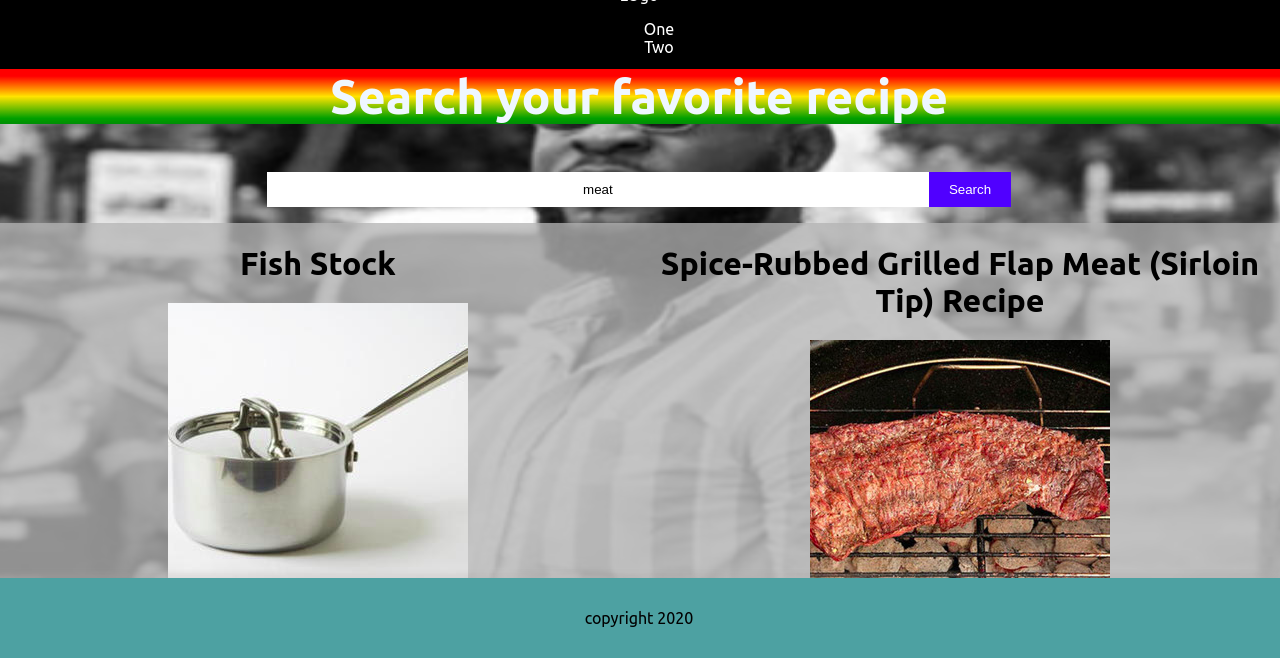 One
Two
Search your favorite recipe
meat
Search
Fish Stock
Spice-Rubbed Grilled Flap Meat (Sirloin
Tip) Recipe
copyright 2020